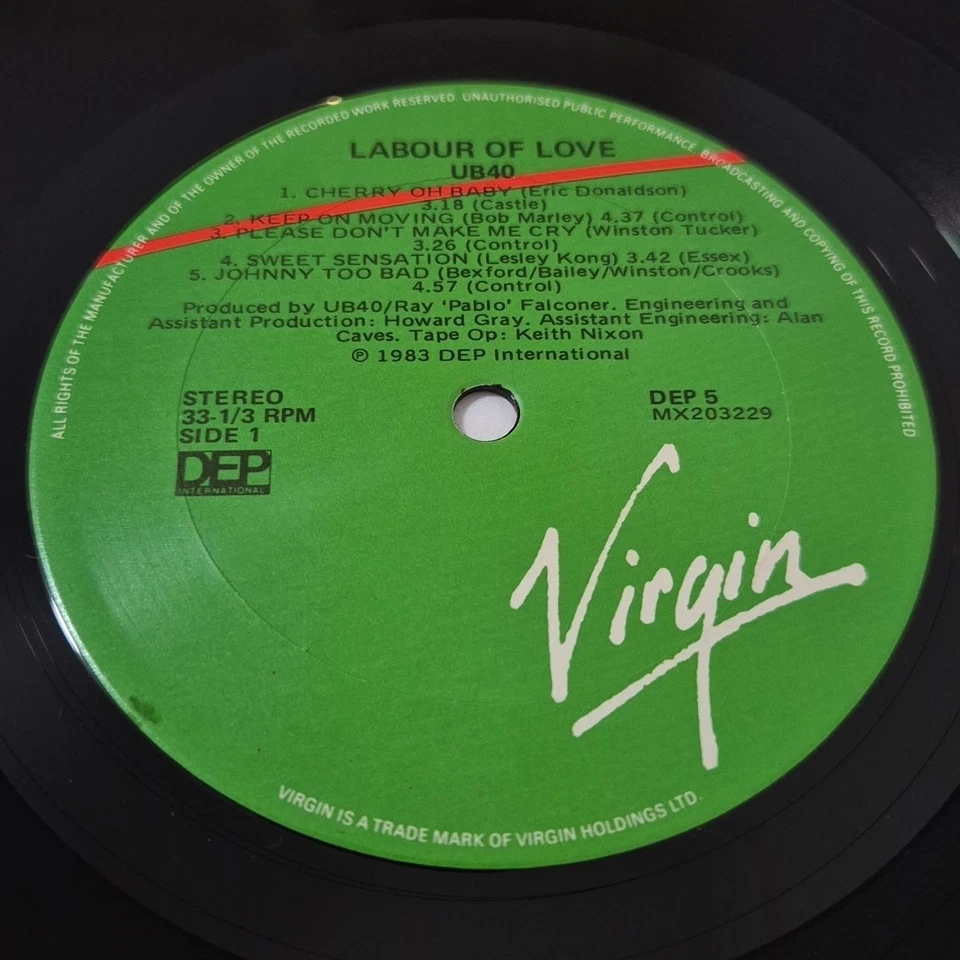 ALL RIGHTS OF THE MANUFACTURER AND OF THE OWNER OF THE RECORDED WORK RESERVED UNAUTHORISED PUBLIC PERFORMANCE BROADCASTING AND COPYING OF THIS RECORD PROHIBITED
LABOUR OF LOVE
UB40
1. CHERRY OH BABY (Eric Donaldson)
3.18 (Castle)
2. KEEP ON MOVING (Bob Marley) 4.37 (Control)
3. PLEASE DON'T MAKE ME CRY (Winston Tucker)
3.26 (Control)
4. SWEET SENSATION (Lesley Kong) 3.42 (Essex)
5. JOHNNY TOO BAD (Bexford/Bailey/Winston/Crooks)
4.57 (Control)
Produced by UB40/Ray ‘Pablo’ Falconer. Engineering and
Assistant Production: Howard Gray. Assistant Engineering: Alan
Caves. Tape Op: Keith Nixon
℗ 1983 DEP International
STEREO
33-1/3 RPM
SIDE 1
DEP
INTERNATIONAL
DEP 5
MX203229
Virgin
VIRGIN IS A TRADE MARK OF VIRGIN HOLDINGS LTD.